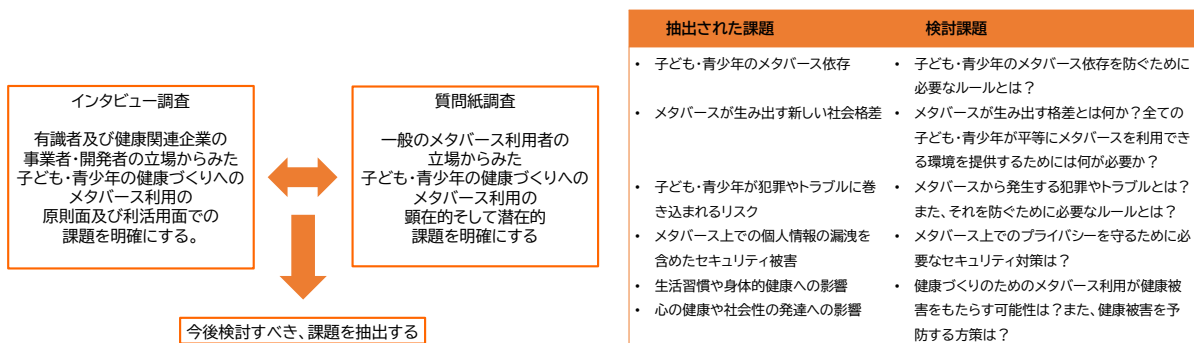 インタビュー調査
有識者及び健康関連企業の
事業者・開発者の立場からみた
子ども・青少年の健康づくりへの
メタバース利用の
原則面及び利活用面での
課題を明確にする。
質問紙調査
一般のメタバース利用者の
立場からみた
子ども・青少年の健康づくりへの
メタバース利用の
顕在的そして潜在的
課題を明確にする
今後検討すべき、課題を抽出する
抽出された課題
検討課題
• 子ども・青少年のメタバース依存
• 子ども・青少年のメタバース依存を防ぐために
必要なルールとは？
• メタバースが生み出す新しい社会格差
• メタバースが生み出す格差とは何か？全ての
子ども・青少年が平等にメタバースを利用でき
る環境を提供するためには何が必要か？
• 子ども・青少年が犯罪やトラブルに巻
き込まれるリスク
• メタバースから発生する犯罪やトラブルとは？
また、それを防ぐために必要なルールとは？
• メタバース上での個人情報の漏洩を
含めたセキュリティ被害
• メタバース上でのプライバシーを守るために必
要なセキュリティ対策は？
• 生活習慣や身体的健康への影響
• 心の健康や社会性の発達への影響
• 健康づくりのためのメタバース利用が健康被
害をもたらす可能性は？また、健康被害を予
防する方策は？